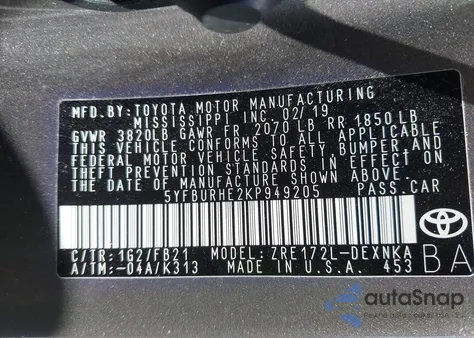 MFD.BY:TOYOTA MOTOR MANUFACTURING
MISSISSIPPI INC. 02/19
GVWR 3820LB GAWR FR 2070 LB RR 1850 LB
THIS VEHICLE CONFORMS TO ALL APPLICABLE
FEDERAL MOTOR VEHICLE SAFETY, BUMPER, AND
THEFT PREVENTION STANDARDS IN EFFECT ON
THE DATE OF MANUFACTURE SHOWN ABOVE.
5YFBURHE2KP949205 PASS.CAR
C/TR:1G2/FB21 MODEL:ZRE172L-DEXNKA
A/TM:-04A/K313 MADE IN U.S.A. 453
BA
TOYOTA
autoSnap